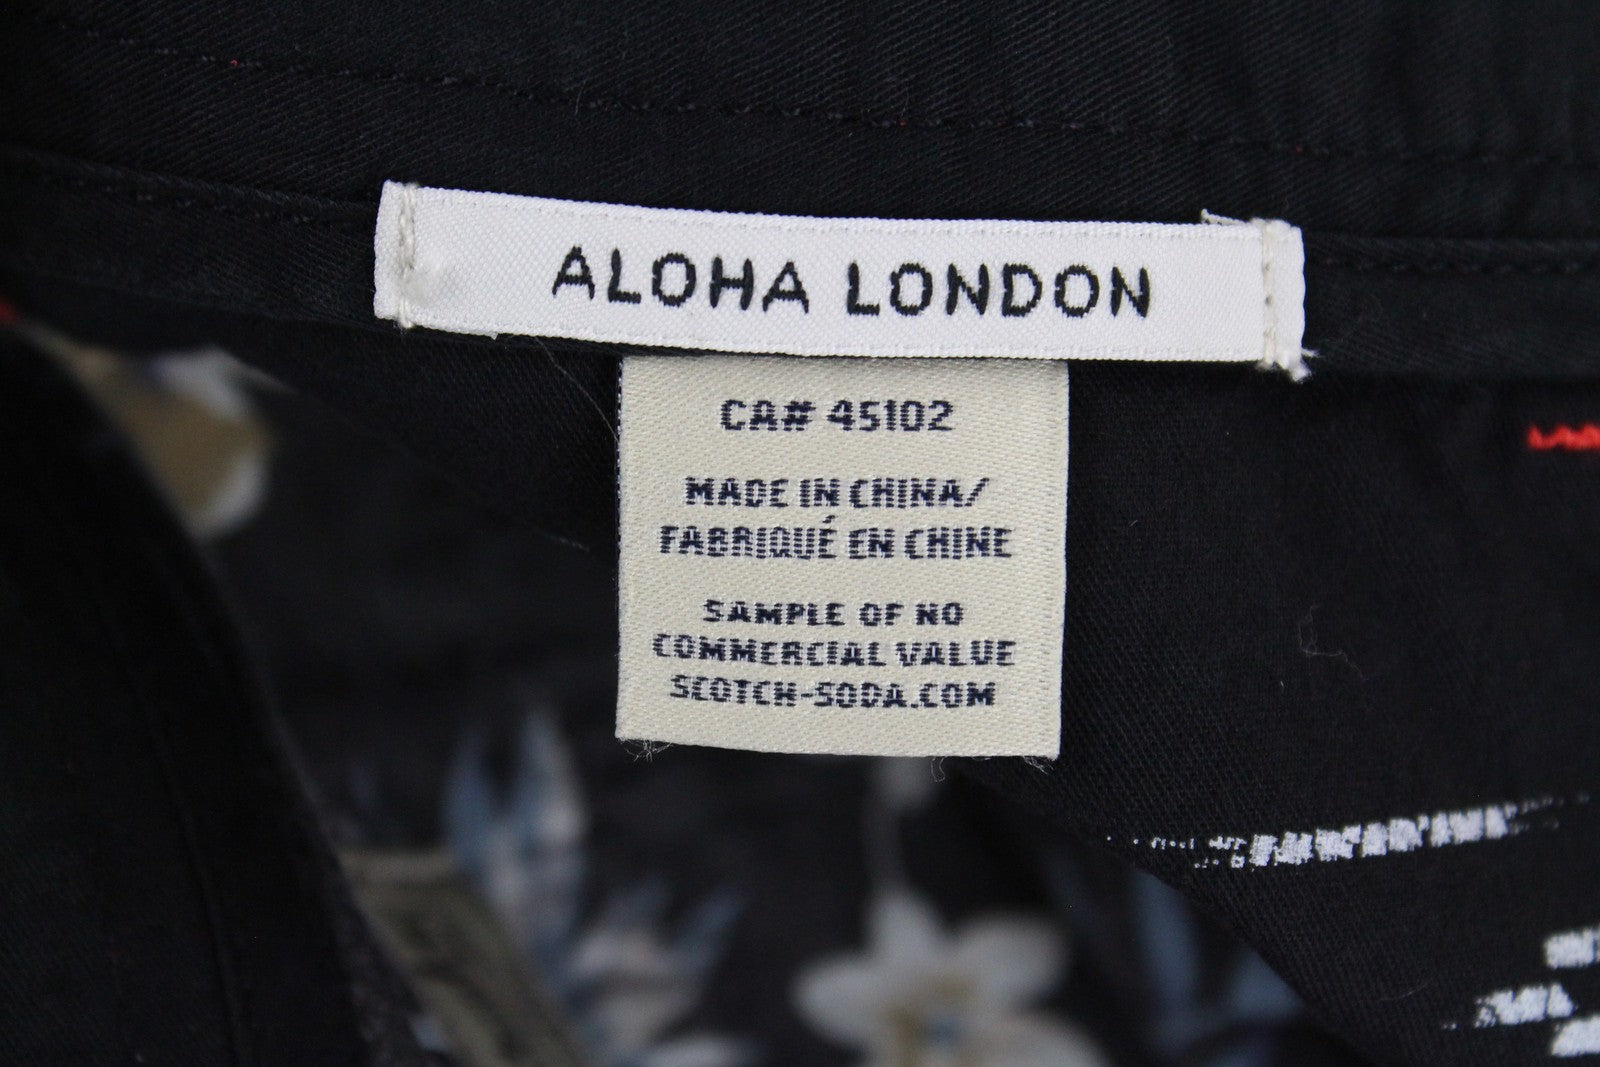 ALOHA LONDON
CA# 45102
MADE IN CHINA/
FABRIQUÉ EN CHINE
SAMPLE OF NO
COMMERCIAL VALUE
SCOTCH-SODA.COM